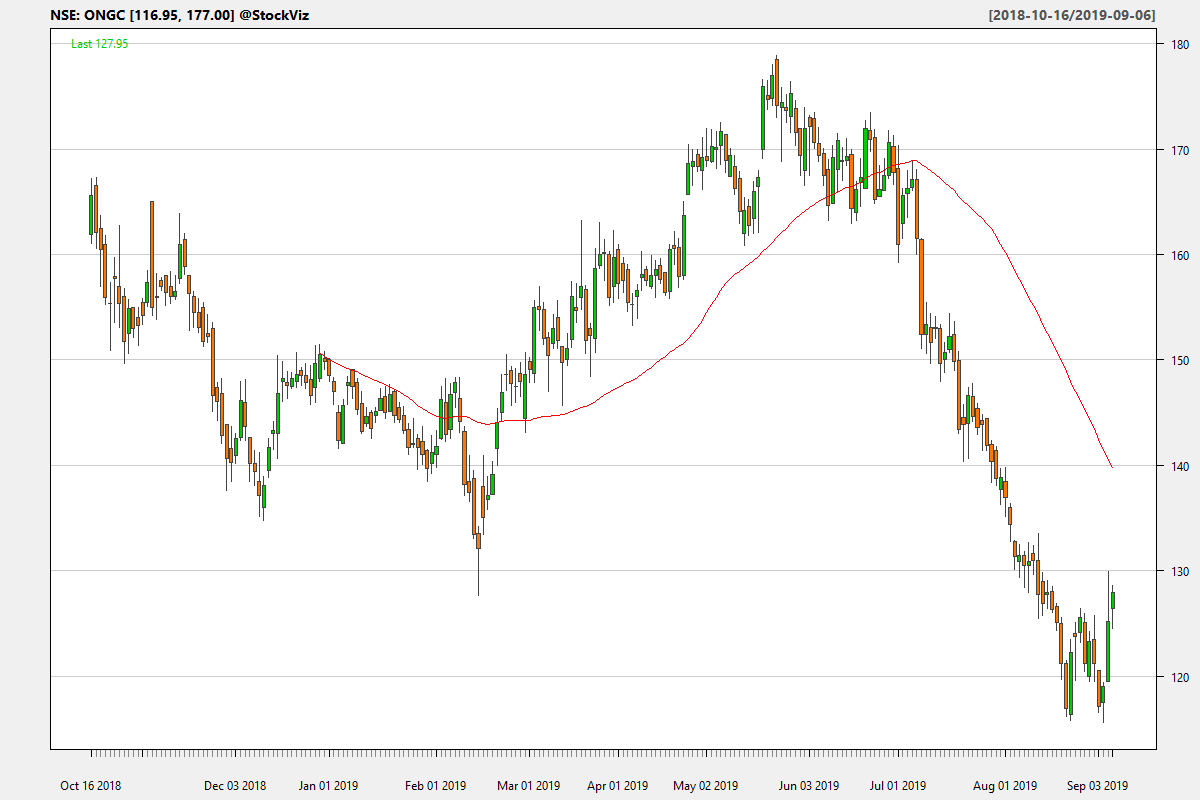 NSE: ONGC [116.95, 177.00] @StockViz
[2018-10-16/2019-09-06]
Last 127.95
180
170
160
150
140
130
120
Oct 16 2018
Dec 03 2018
Jan 01 2019
Feb 01 2019
Mar 01 2019
Apr 01 2019
May 02 2019
Jun 03 2019
Jul 01 2019
Aug 01 2019
Sep 03 2019